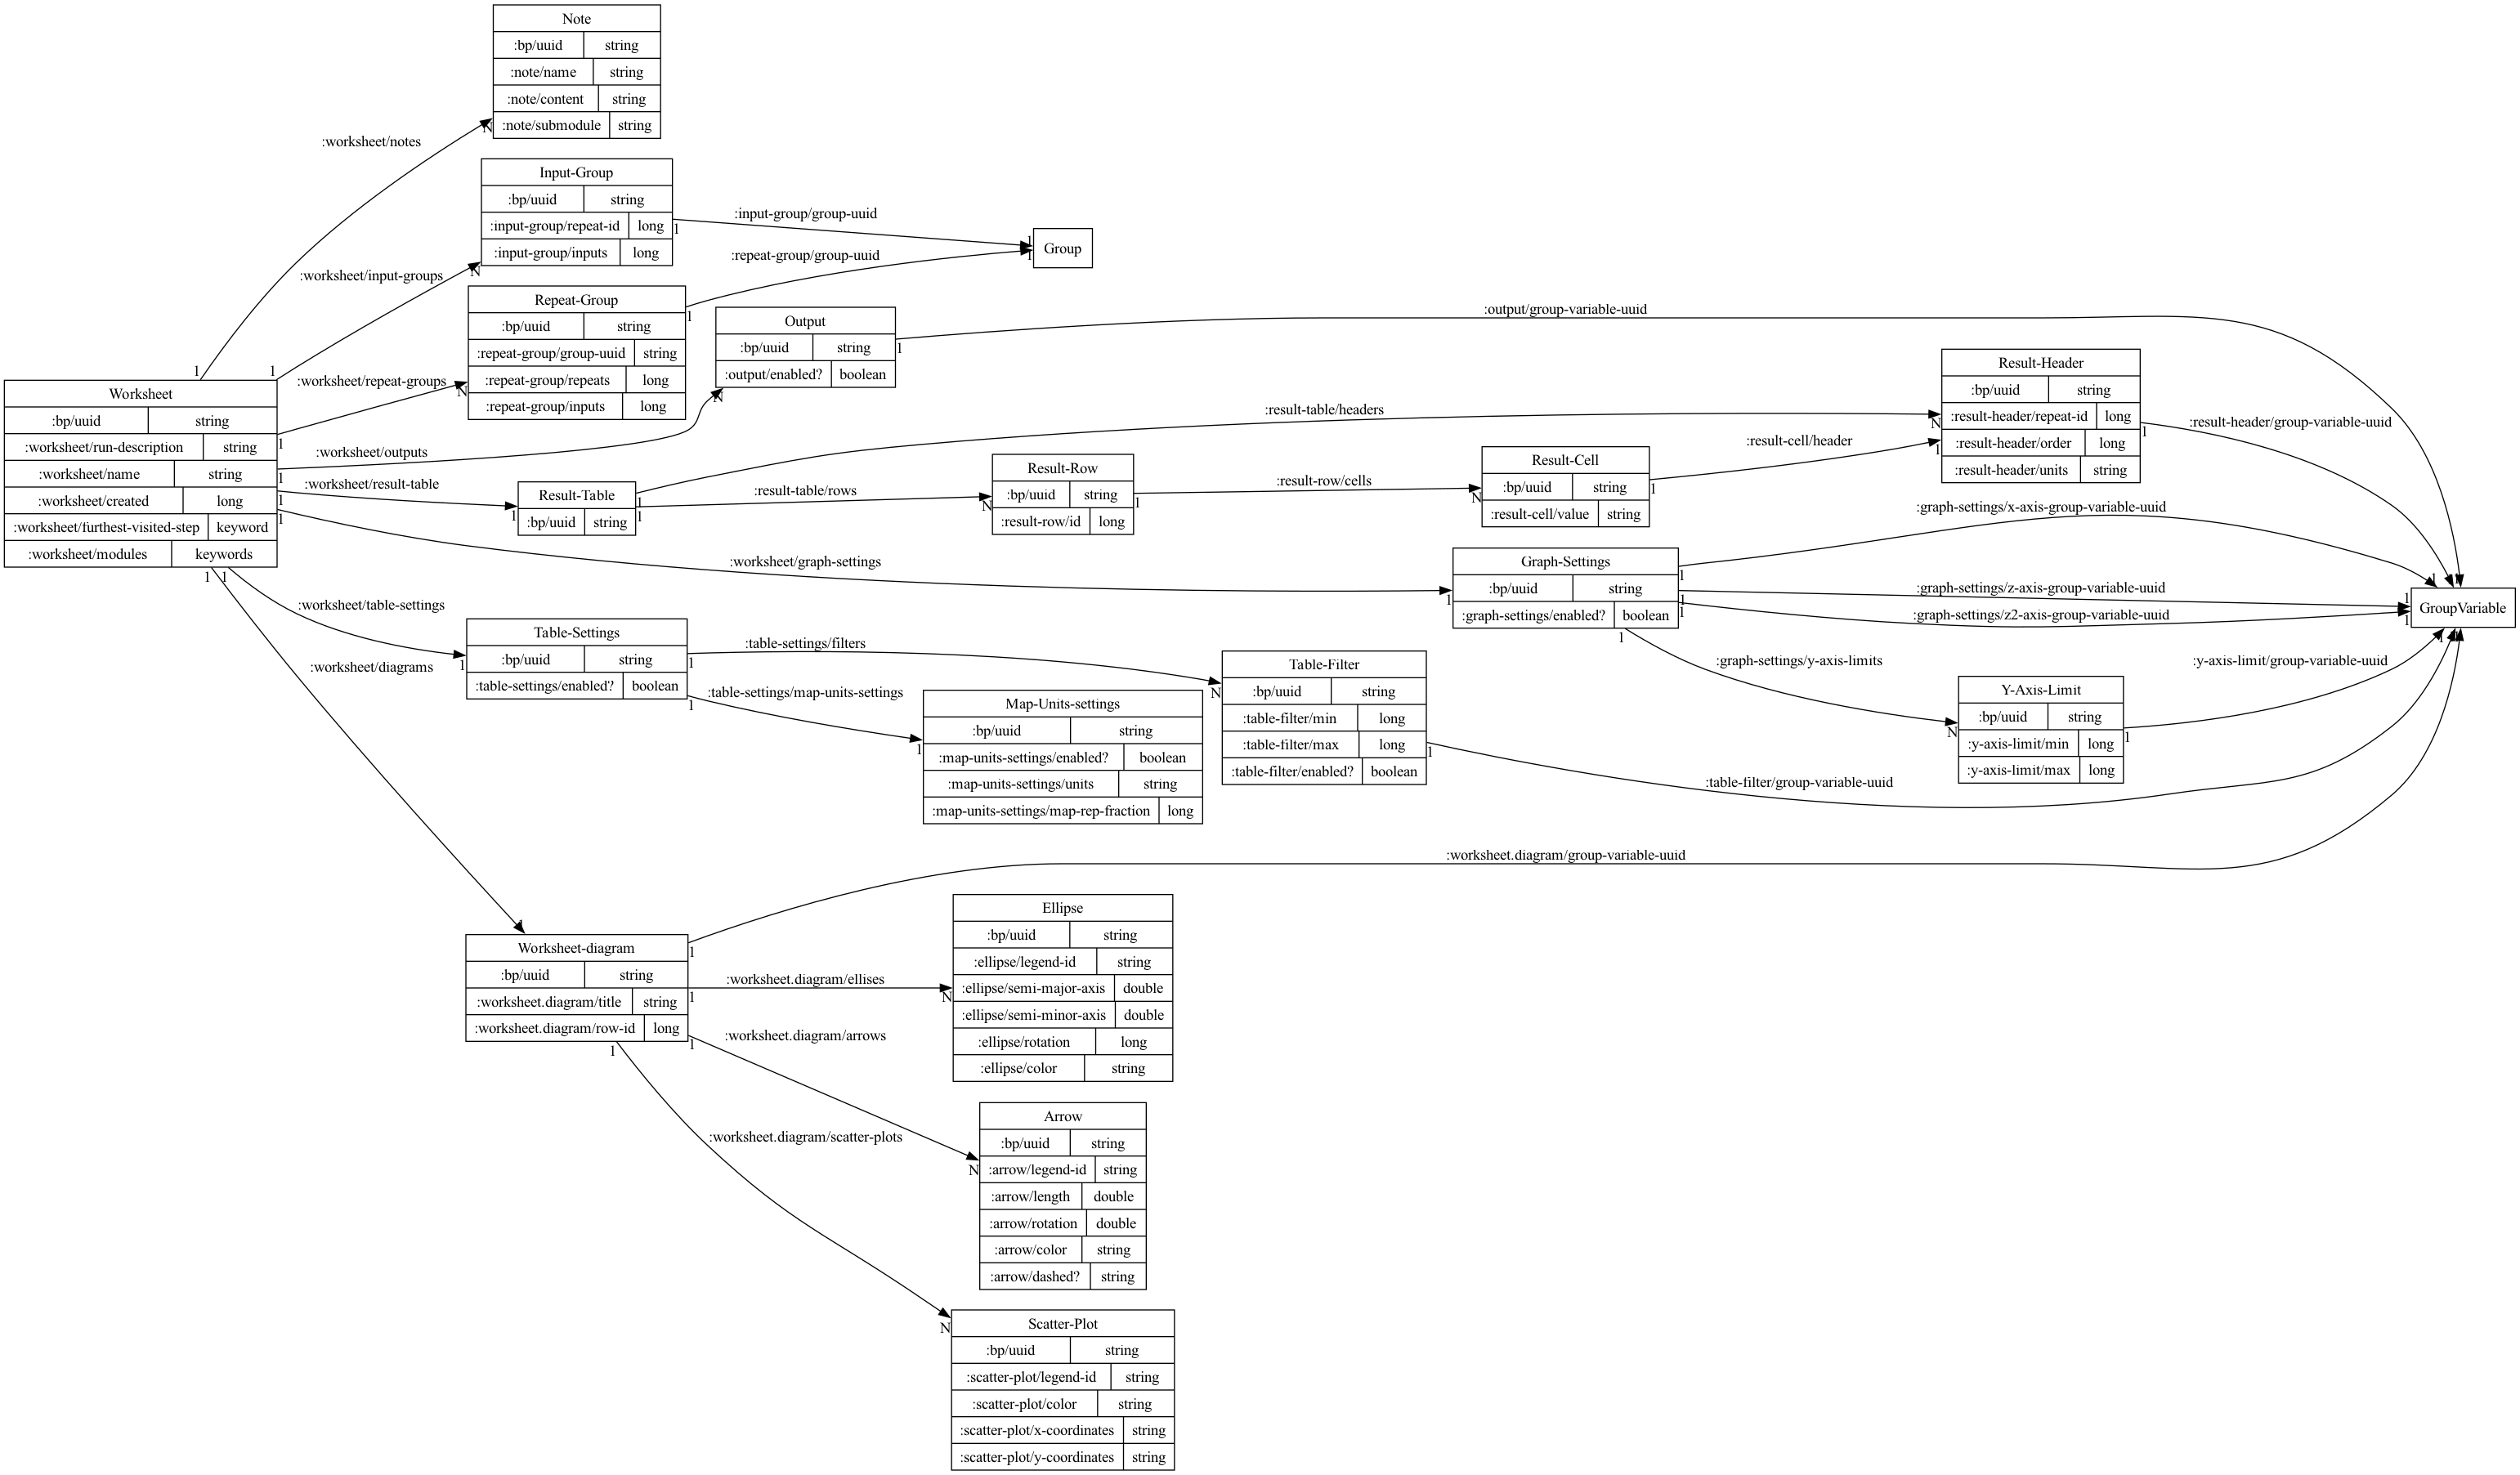 Note
:bp/uuid string
:note/name string
:note/content string
:note/submodule string
:worksheet/notes
1
N
Input-Group
:bp/uuid string
:input-group/repeat-id long
:input-group/inputs long
:worksheet/input-groups
1
N
:input-group/group-uuid
1
1
Group
Repeat-Group
:bp/uuid string
:repeat-group/group-uuid string
:repeat-group/repeats long
:repeat-group/inputs long
:worksheet/repeat-groups
1
N
:repeat-group/group-uuid
1
1
Output
:bp/uuid string
:output/enabled? boolean
:worksheet/outputs
1
N
:output/group-variable-uuid
1
1
Worksheet
:bp/uuid string
:worksheet/run-description string
:worksheet/name string
:worksheet/created long
:worksheet/furthest-visited-step keyword
:worksheet/modules keywords
:worksheet/result-table
1
1
Result-Table
:bp/uuid string
:result-table/headers
1
N
:result-table/rows
1
N
Result-Row
:bp/uuid string
:result-row/id long
:result-row/cells
1
N
Result-Cell
:bp/uuid string
:result-cell/value string
:result-cell/header
1
1
Result-Header
:bp/uuid string
:result-header/repeat-id long
:result-header/order long
:result-header/units string
:result-header/group-variable-uuid
1
:worksheet/graph-settings
1
1
Graph-Settings
:bp/uuid string
:graph-settings/enabled? boolean
:graph-settings/x-axis-group-variable-uuid
1
1
:graph-settings/z-axis-group-variable-uuid
1
1
:graph-settings/z2-axis-group-variable-uuid
1
1
GroupVariable
:graph-settings/y-axis-limits
1
N
Y-Axis-Limit
:bp/uuid string
:y-axis-limit/min long
:y-axis-limit/max long
:y-axis-limit/group-variable-uuid
1
1
:worksheet/table-settings
1
1
Table-Settings
:bp/uuid string
:table-settings/enabled? boolean
:table-settings/filters
1
N
:table-settings/map-units-settings
1
1
Table-Filter
:bp/uuid string
:table-filter/min long
:table-filter/max long
:table-filter/enabled? boolean
:table-filter/group-variable-uuid
1
Map-Units-settings
:bp/uuid string
:map-units-settings/enabled? boolean
:map-units-settings/units string
:map-units-settings/map-rep-fraction long
:worksheet/diagrams
1
1
Worksheet-diagram
:bp/uuid string
:worksheet.diagram/title string
:worksheet.diagram/row-id long
:worksheet.diagram/group-variable-uuid
1
:worksheet.diagram/ellises
1
N
Ellipse
:bp/uuid string
:ellipse/legend-id string
:ellipse/semi-major-axis double
:ellipse/semi-minor-axis double
:ellipse/rotation long
:ellipse/color string
:worksheet.diagram/arrows
1
N
Arrow
:bp/uuid string
:arrow/legend-id string
:arrow/length double
:arrow/rotation double
:arrow/color string
:arrow/dashed? string
:worksheet.diagram/scatter-plots
1
N
Scatter-Plot
:bp/uuid string
:scatter-plot/legend-id string
:scatter-plot/color string
:scatter-plot/x-coordinates string
:scatter-plot/y-coordinates string